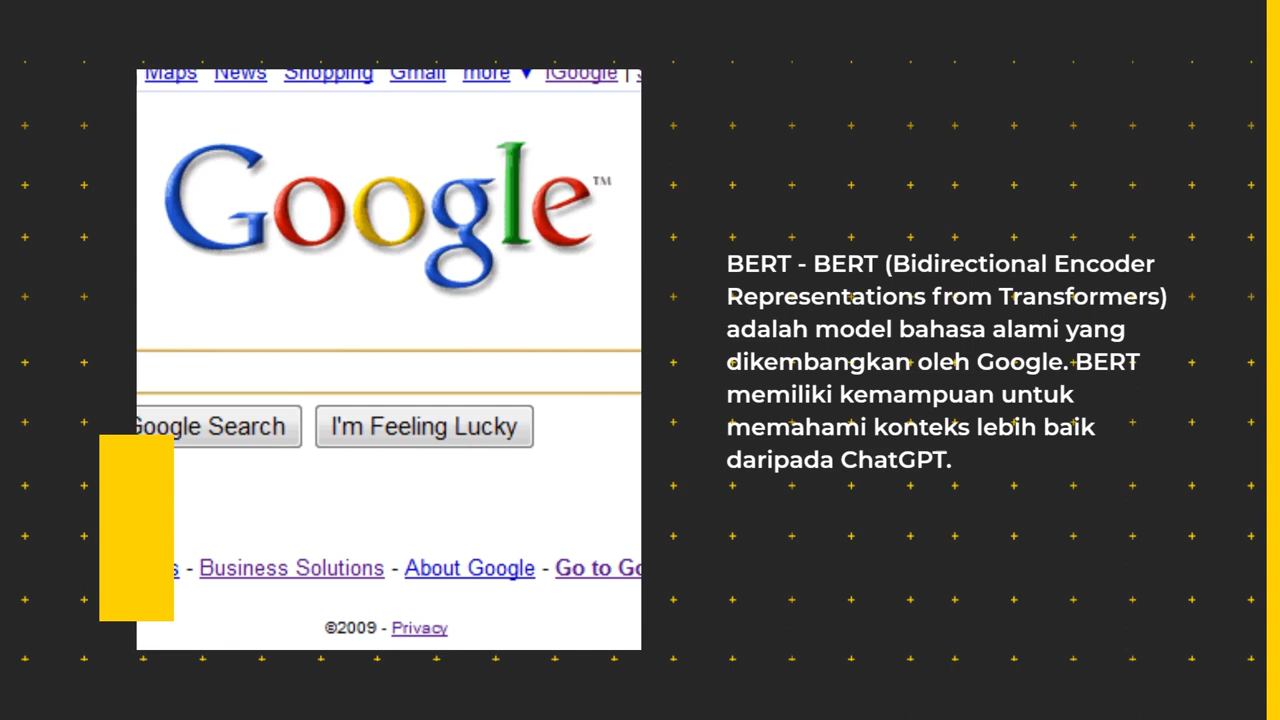 Maps News Shopping Gmail more ▼ iGoogle |
Google™
Google Search I'm Feeling Lucky
s - Business Solutions - About Google - Go to Go
©2009 - Privacy
BERT - BERT (Bidirectional Encoder
Representations from Transformers)
adalah model bahasa alami yang
dikembangkan oleh Google. BERT
memiliki kemampuan untuk
memahami konteks lebih baik
daripada ChatGPT.